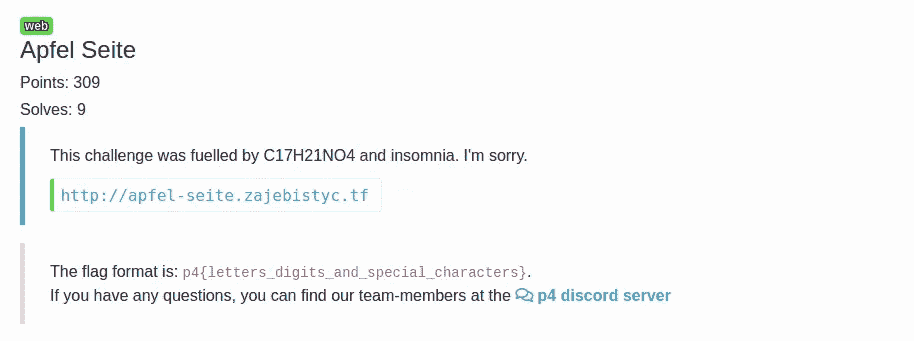 web
Apfel Seite
Points: 309
Solves: 9
This challenge was fuelled by C17H21NO4 and insomnia. I'm sorry.
http://apfel-seite.zajebistyc.tf
The flag format is: p4{letters_digits_and_special_characters}.
If you have any questions, you can find our team-members at the p4 discord server